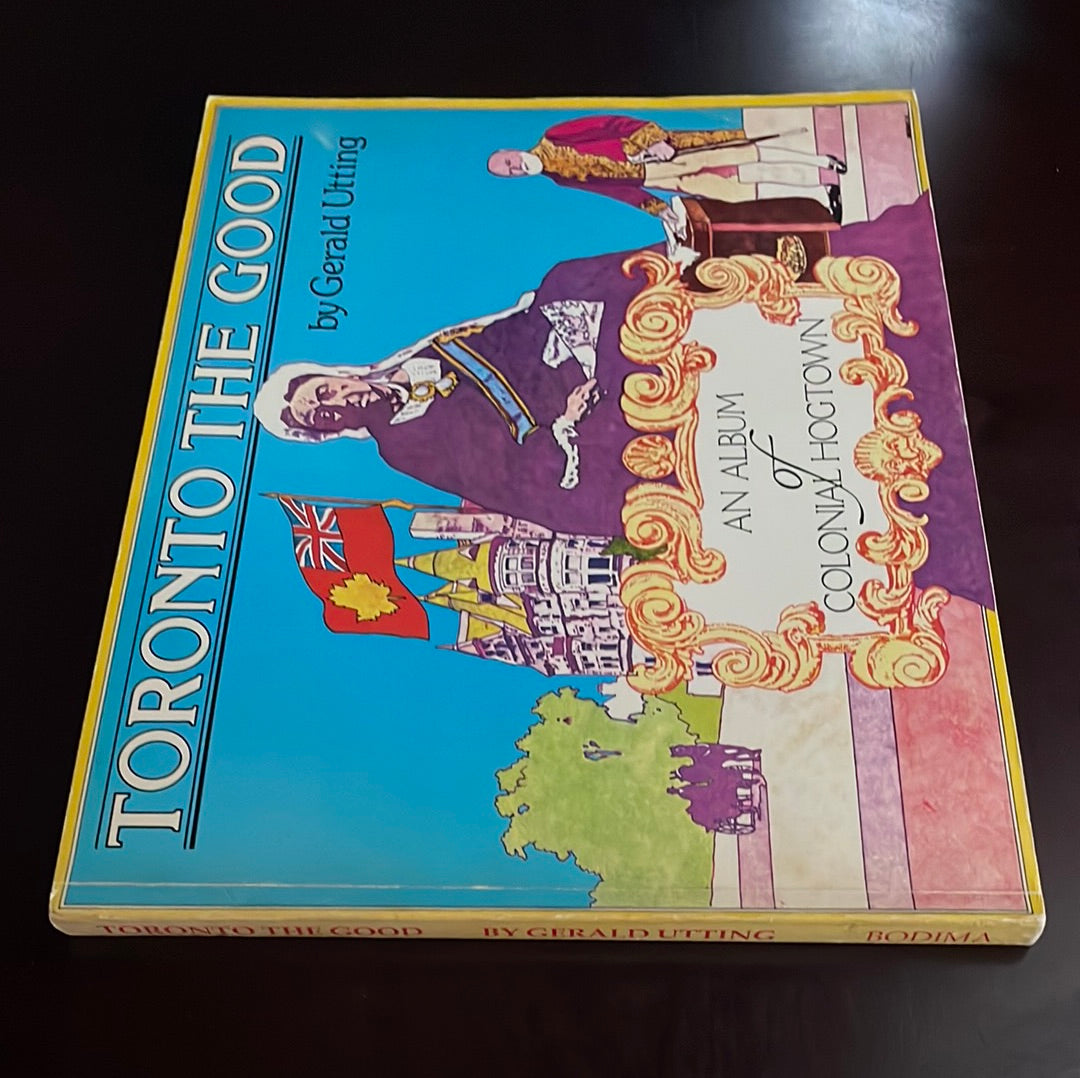 TORONTO THE GOOD
by Gerald Utting
AN ALBUM
of
COLONIAL HOGTOWN
TORONTO THE GOOD BY GERALD UTTING BODIMA